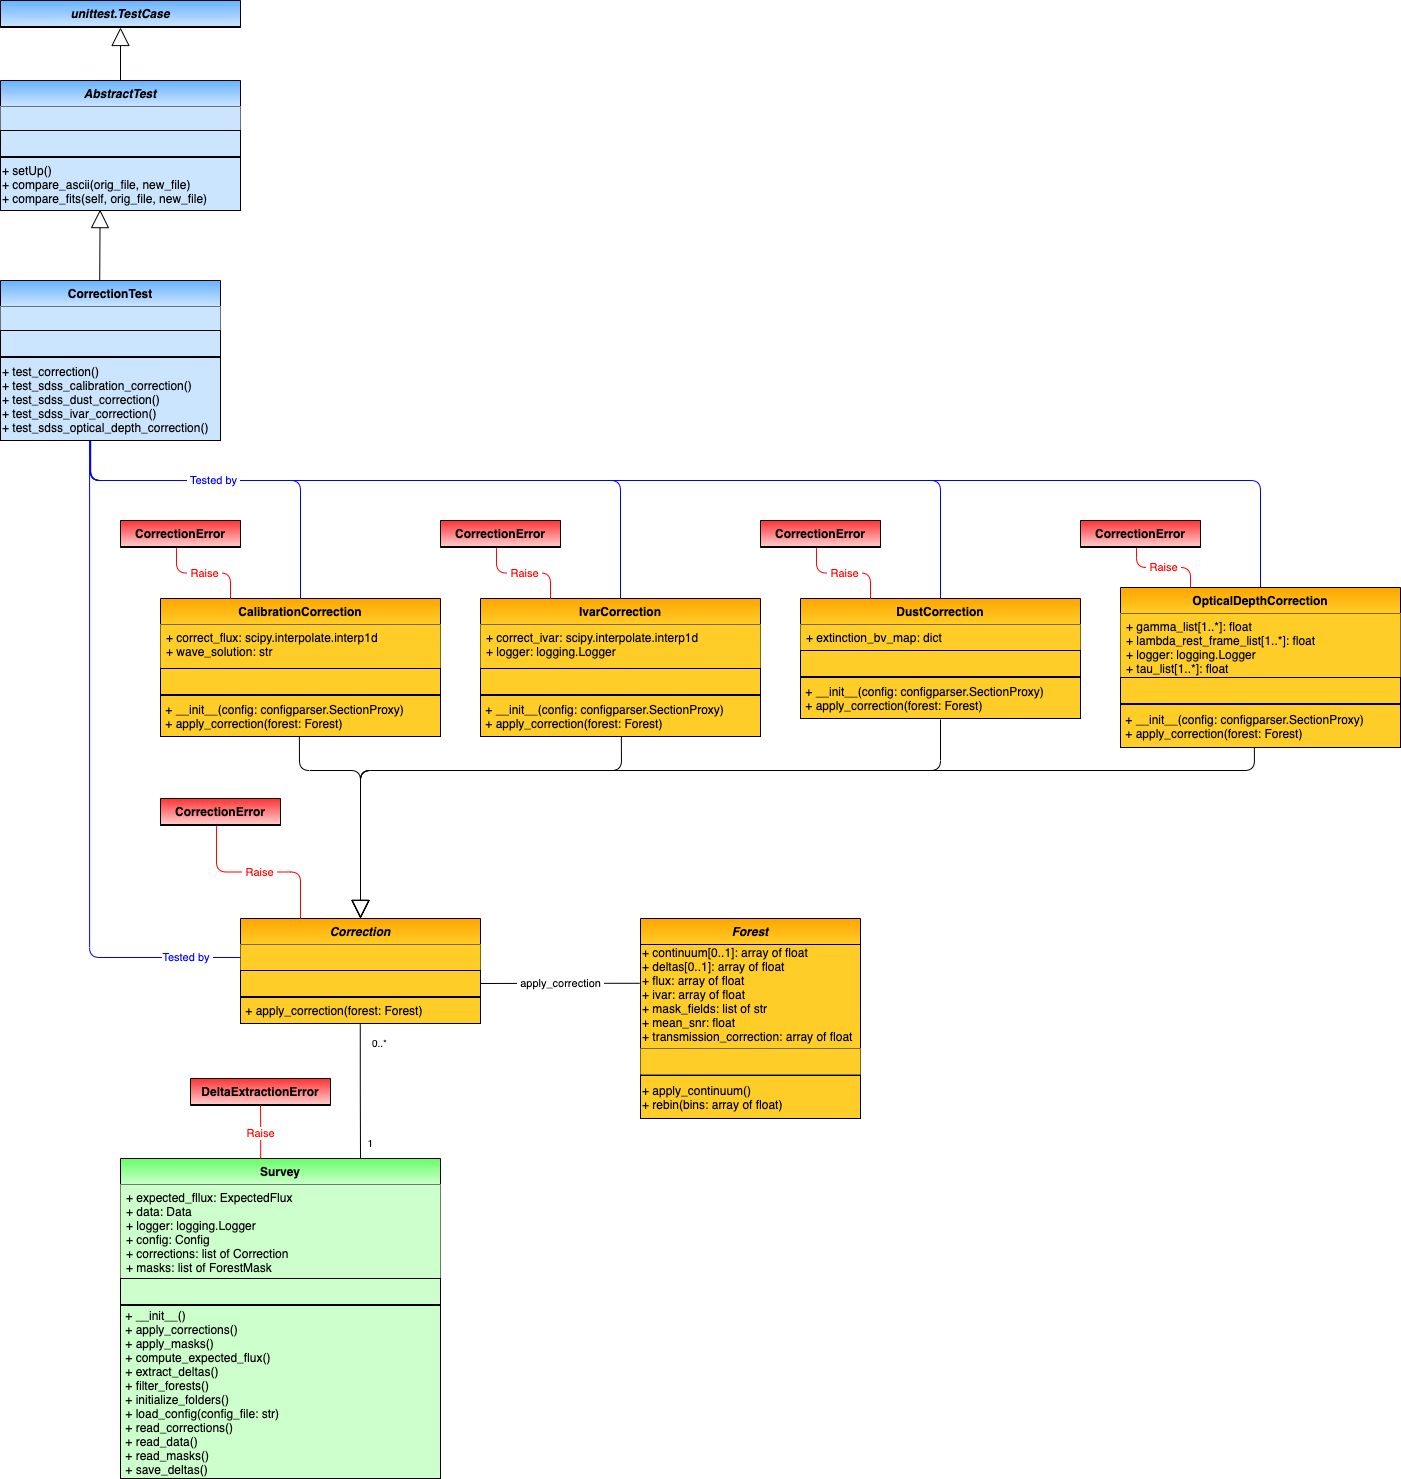 unittest.TestCase
AbstractTest
+ setUp()
+ compare_ascii(orig_file, new_file)
+ compare_fits(self, orig_file, new_file)
CorrectionTest
+ test_correction()
+ test_sdss_calibration_correction()
+ test_sdss_dust_correction()
+ test_sdss_ivar_correction()
+ test_sdss_optical_depth_correction()
Tested by
CorrectionError
Raise
CalibrationCorrection
+ correct_flux: scipy.interpolate.interp1d
+ wave_solution: str
+ __init__(config: configparser.SectionProxy)
+ apply_correction(forest: Forest)
CorrectionError
Raise
IvarCorrection
+ correct_ivar: scipy.interpolate.interp1d
+ logger: logging.Logger
+ __init__(config: configparser.SectionProxy)
+ apply_correction(forest: Forest)
CorrectionError
Raise
DustCorrection
+ extinction_bv_map: dict
+ __init__(config: configparser.SectionProxy)
+ apply_correction(forest: Forest)
CorrectionError
Raise
OpticalDepthCorrection
+ gamma_list[1..*]: float
+ lambda_rest_frame_list[1..*]: float
+ logger: logging.Logger
+ tau_list[1..*]: float
+ __init__(config: configparser.SectionProxy)
+ apply_correction(forest: Forest)
CorrectionError
Raise
Correction
Tested by
+ apply_correction(forest: Forest)
apply_correction
Forest
+ continuum[0..1]: array of float
+ deltas[0..1]: array of float
+ flux: array of float
+ ivar: array of float
+ mask_fields: list of str
+ mean_snr: float
+ transmission_correction: array of float
+ apply_continuum()
+ rebin(bins: array of float)
0..*
DeltaExtractionError
Raise
1
Survey
+ expected_fllux: ExpectedFlux
+ data: Data
+ logger: logging.Logger
+ config: Config
+ corrections: list of Correction
+ masks: list of ForestMask
+ __init__()
+ apply_corrections()
+ apply_masks()
+ compute_expected_flux()
+ extract_deltas()
+ filter_forests()
+ initialize_folders()
+ load_config(config_file: str)
+ read_corrections()
+ read_data()
+ read_masks()
+ save_deltas()